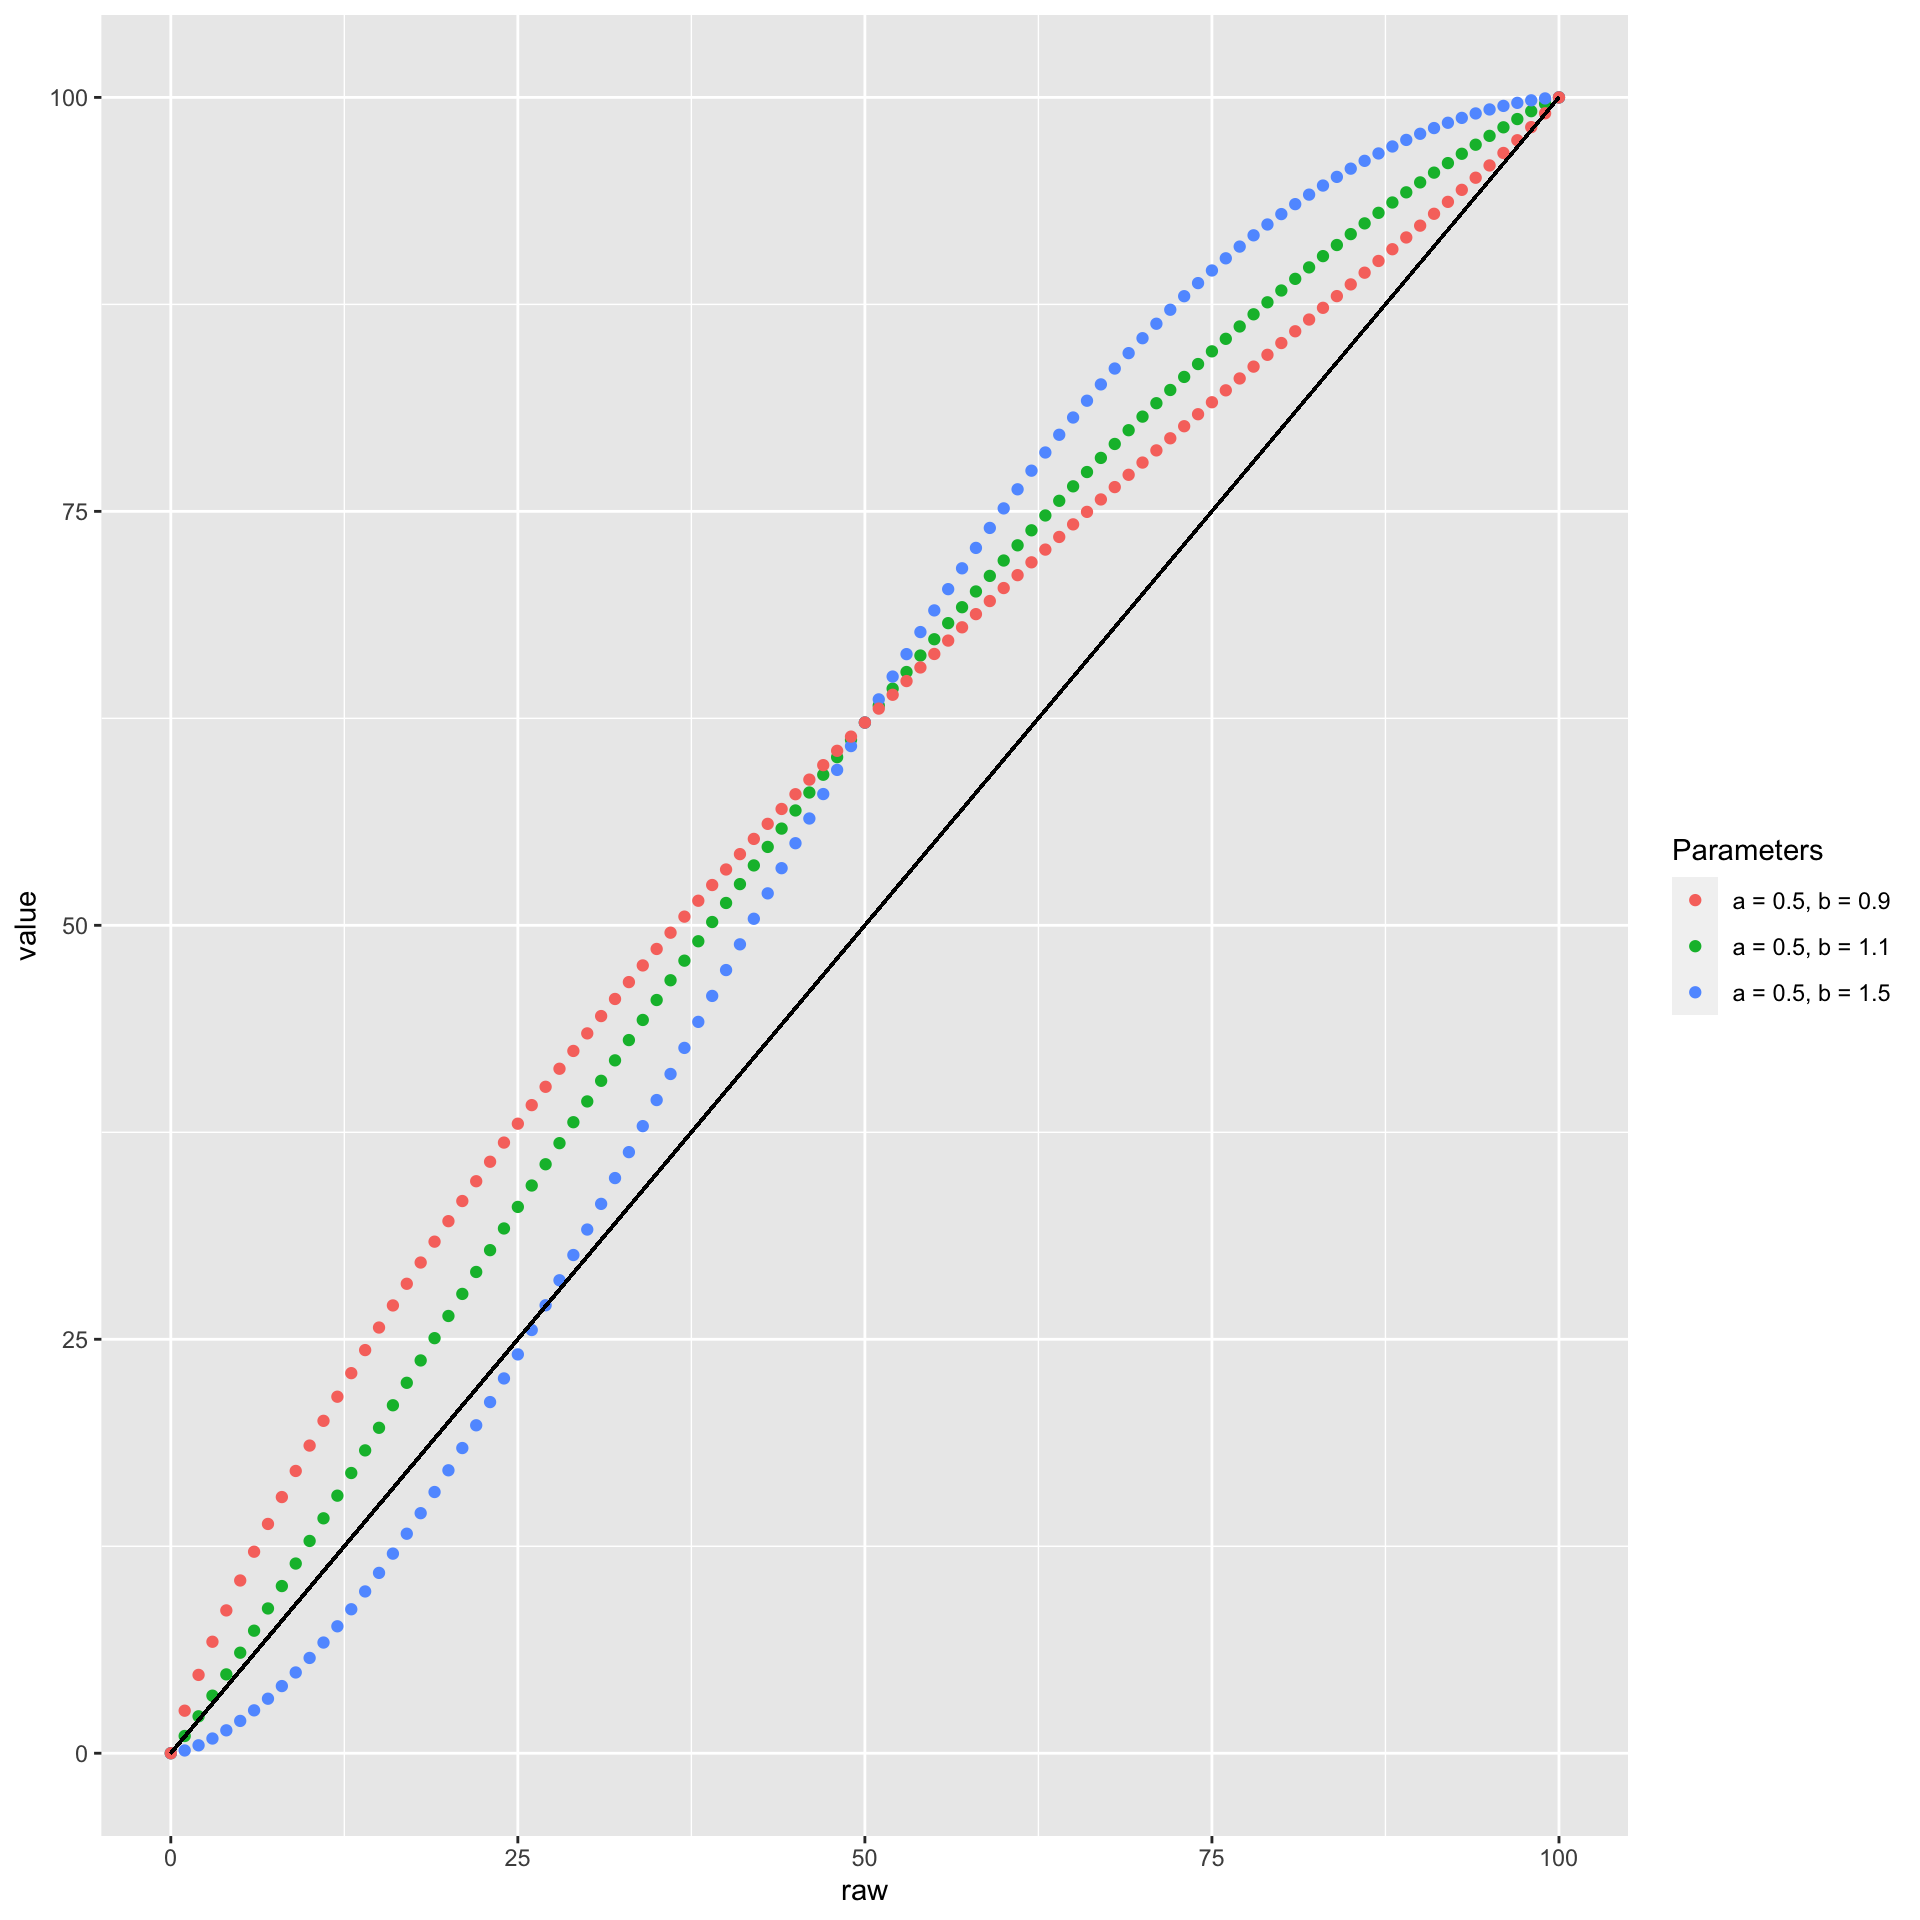 100
75
50
25
0
value
0
25
50
75
100
raw
Parameters
a = 0.5, b = 0.9
a = 0.5, b = 1.1
a = 0.5, b = 1.5